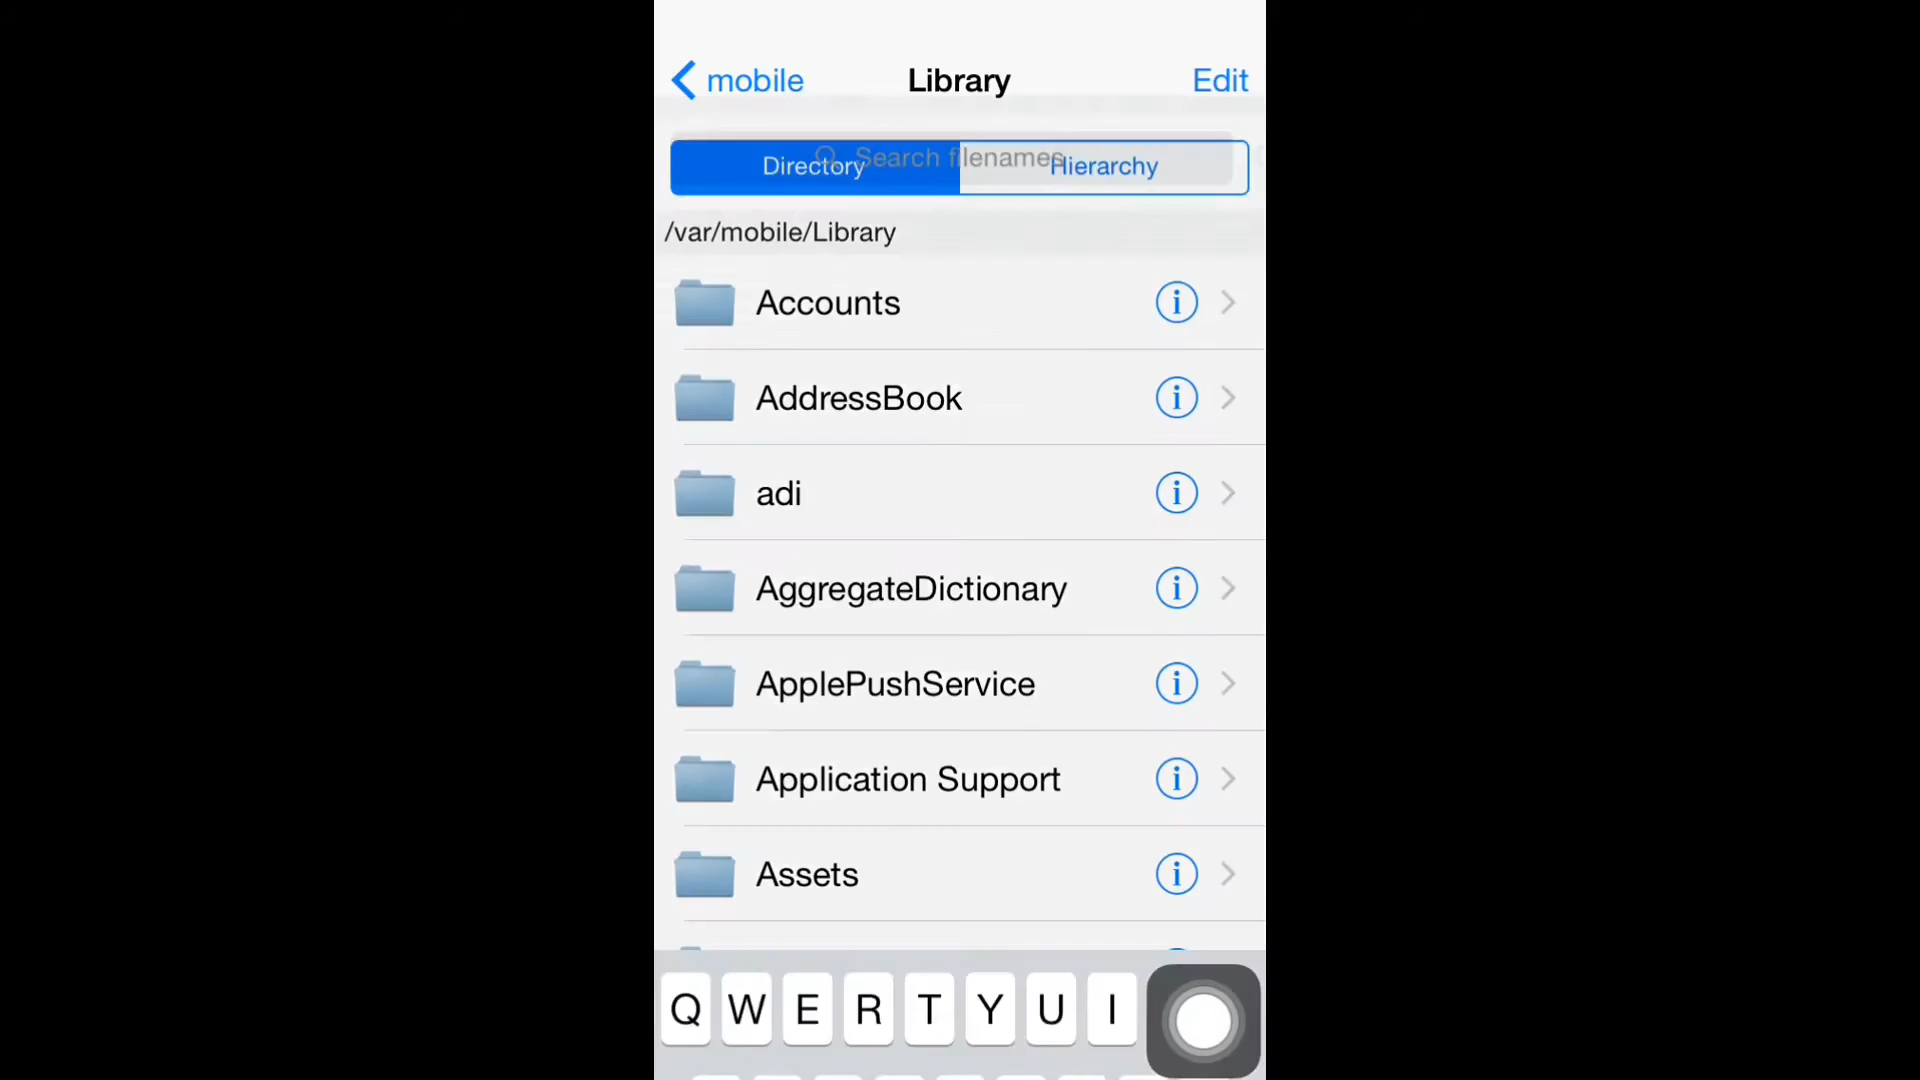 mobile Library Edit
Search filenames
Directory Hierarchy
/var/mobile/Library
Accounts
AddressBook
adi
AggregateDictionary
ApplePushService
Application Support
Assets
Q W E R T Y U I